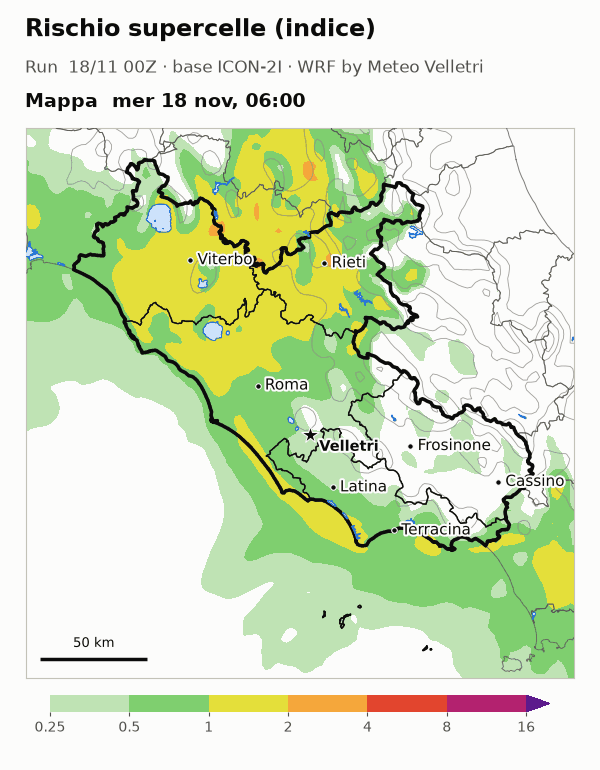 Rischio supercelle (indice)
Run  18/11 00Z · base ICON-2I · WRF by Meteo Velletri
Mappa  mer 18 nov, 06:00
Viterbo
Rieti
Roma
Velletri
Frosinone
Latina
Cassino
Terracina
50 km
0.25 0.5 1 2 4 8 16